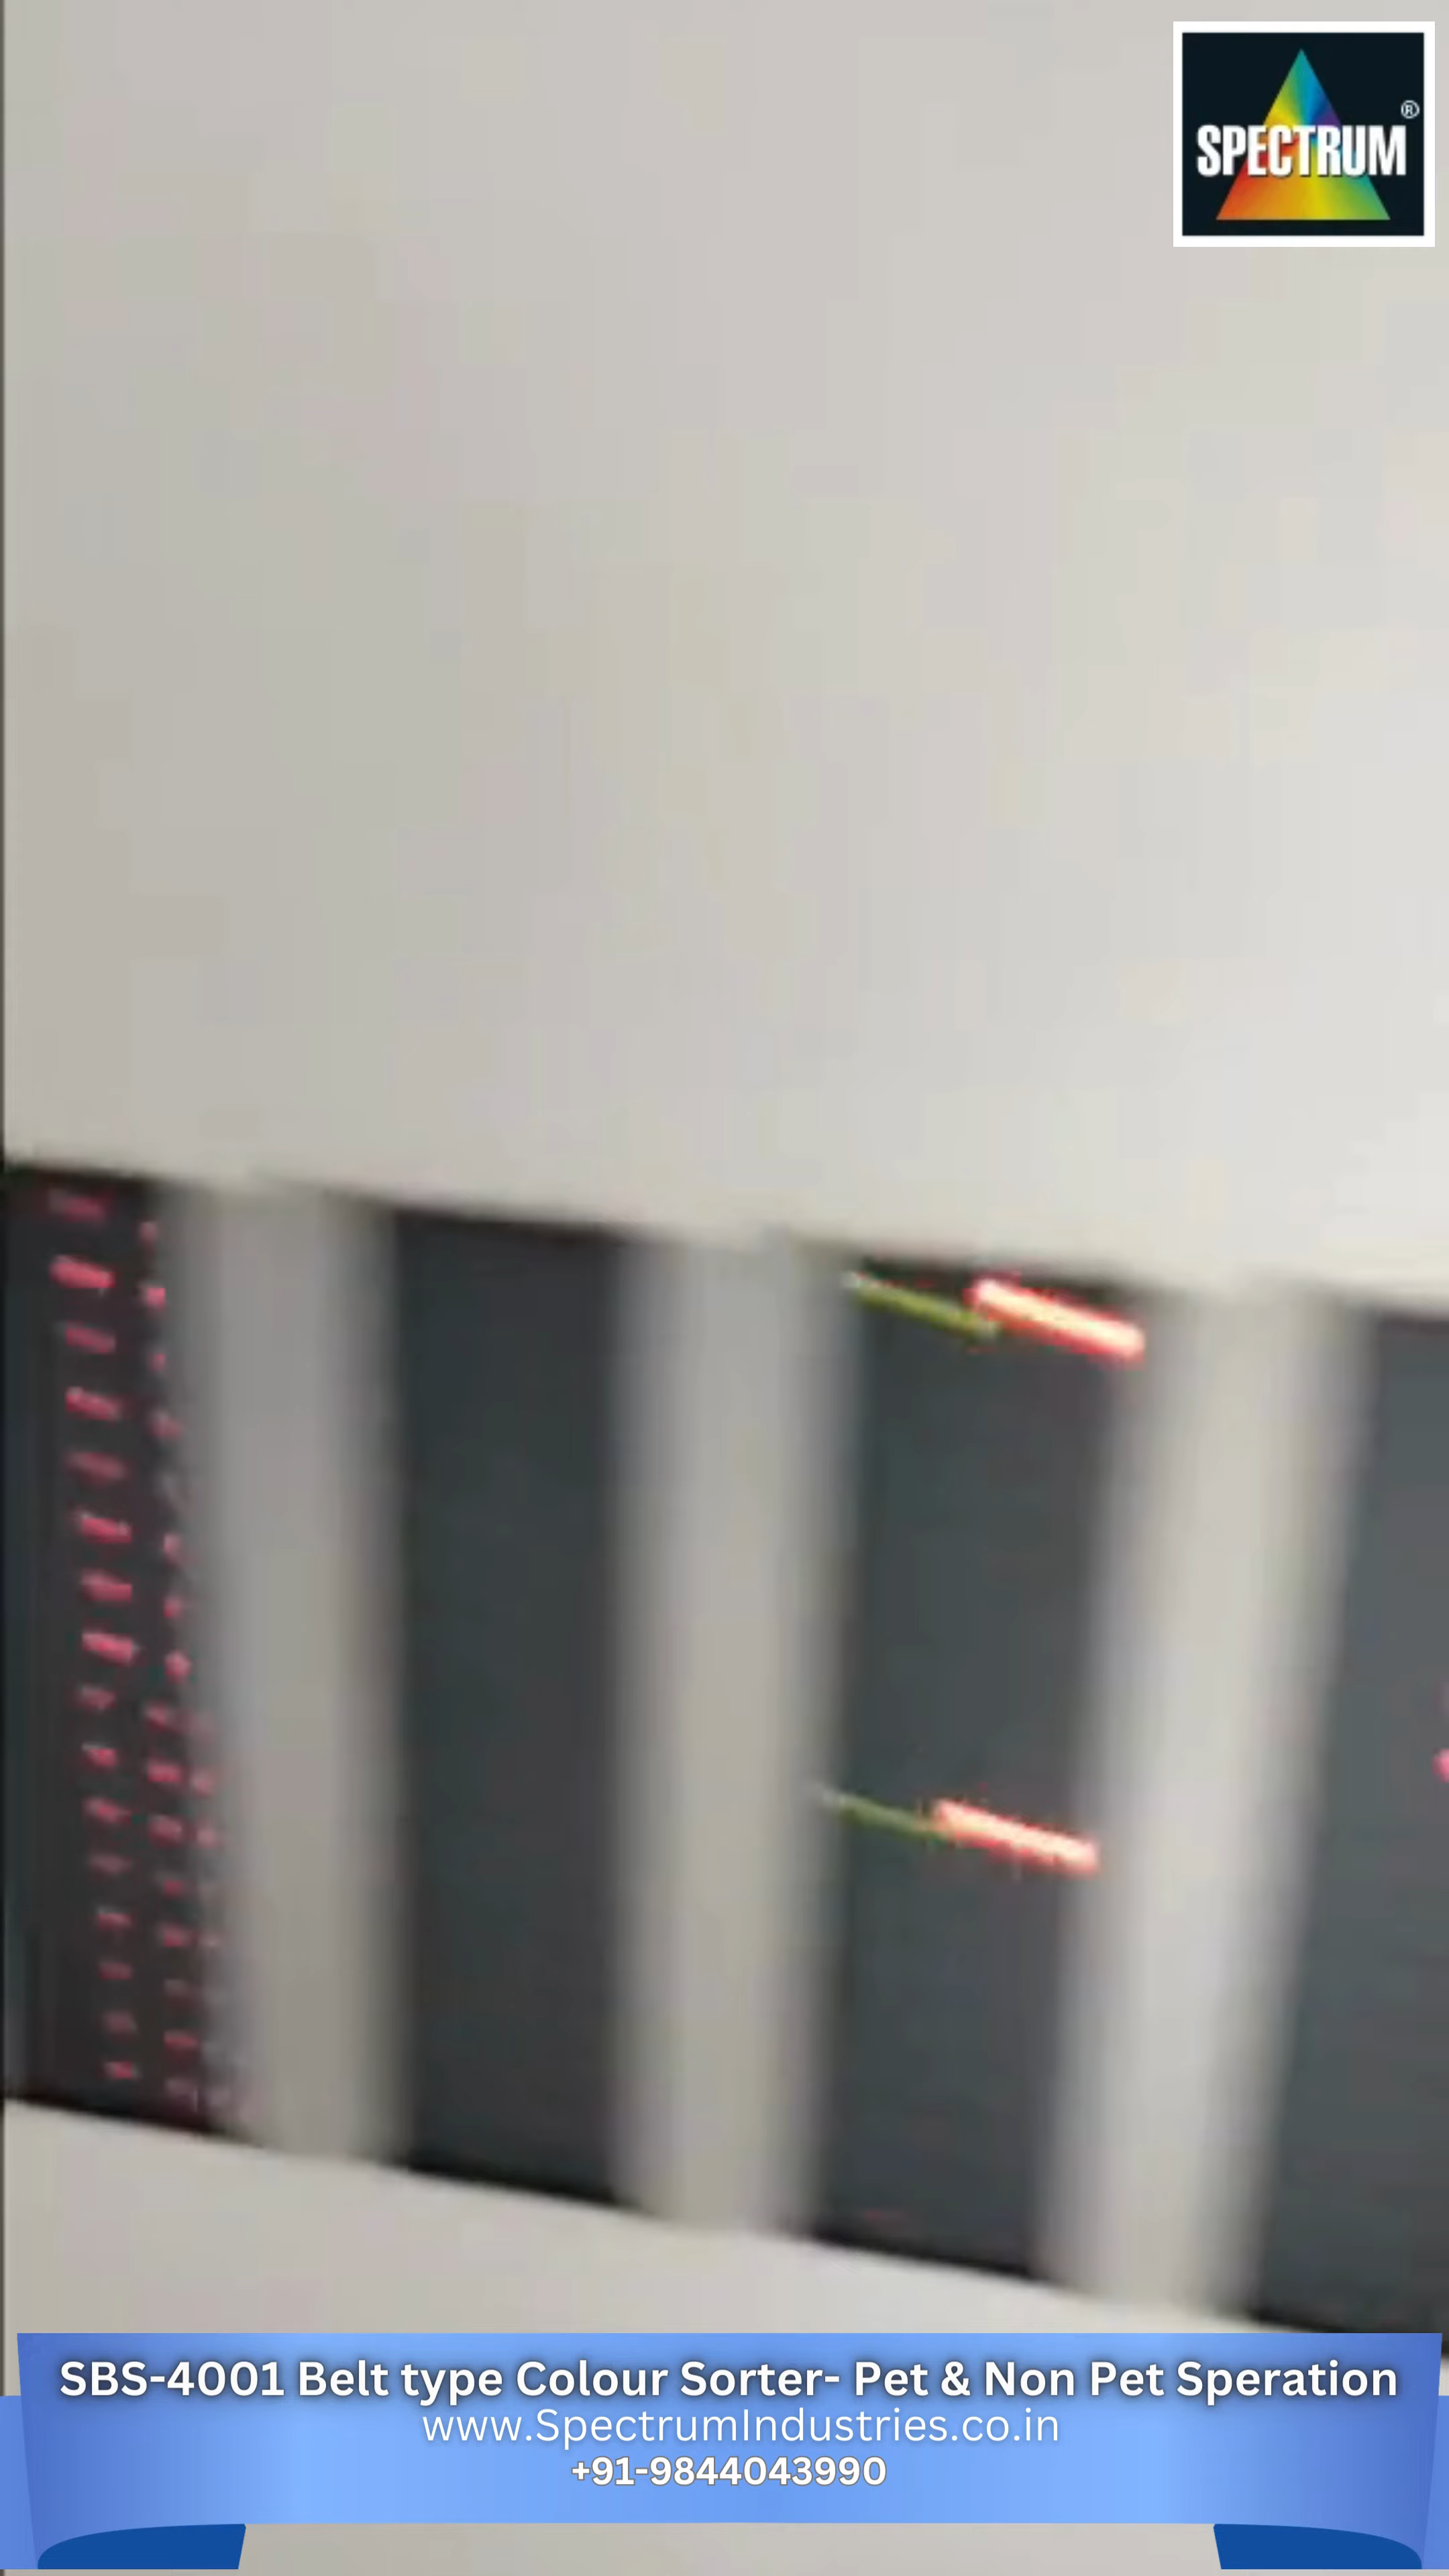 SPECTRUM®
SBS-4001 Belt type Colour Sorter- Pet & Non Pet Speration
www.SpectrumIndustries.co.in
+91-9844043990